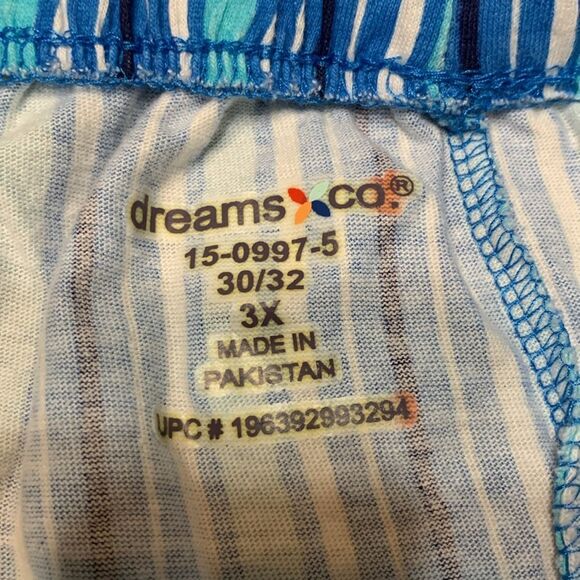 dreams co.®
15-0997-5
30/32
3X
MADE IN
PAKISTAN
UPC # 196392993294